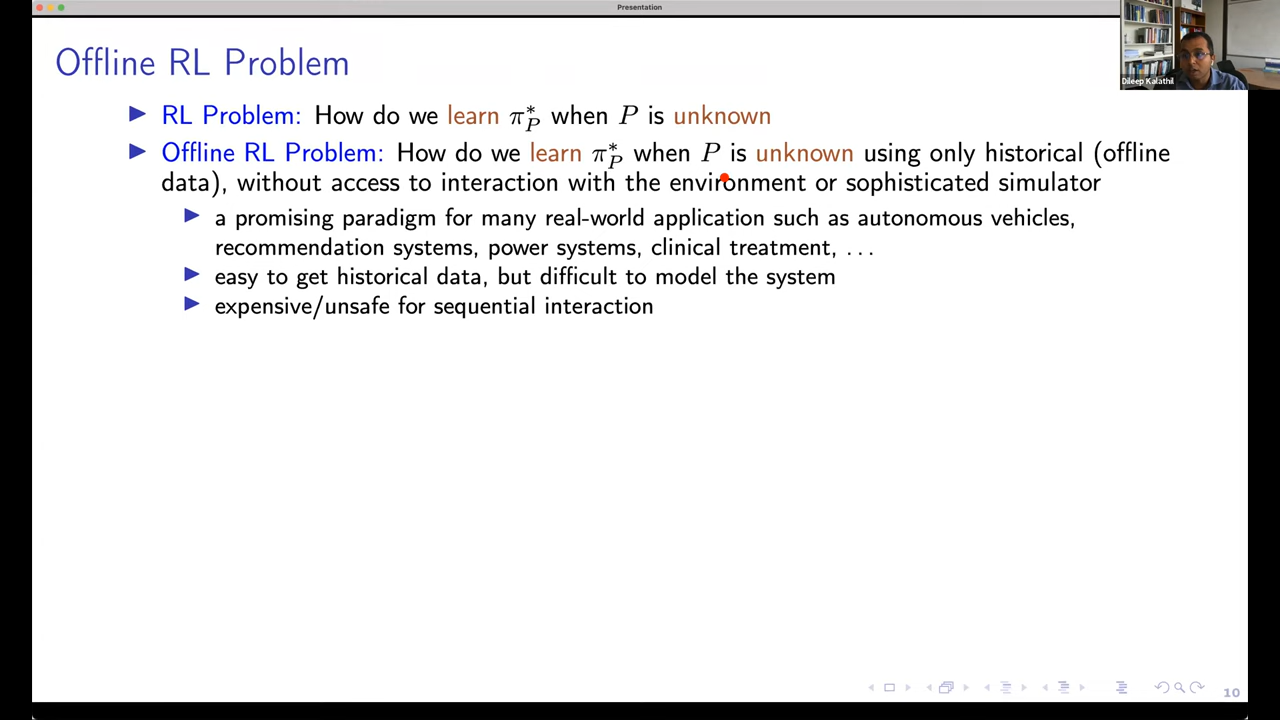 Presentation
Offline RL Problem
Dileep Kalathil
▶ RL Problem: How do we learn π*_P when P is unknown
▶ Offline RL Problem: How do we learn π*_P when P is unknown using only historical (offline
data), without access to interaction with the environment or sophisticated simulator
▶ a promising paradigm for many real-world application such as autonomous vehicles,
recommendation systems, power systems, clinical treatment, ...
▶ easy to get historical data, but difficult to model the system
▶ expensive/unsafe for sequential interaction
10